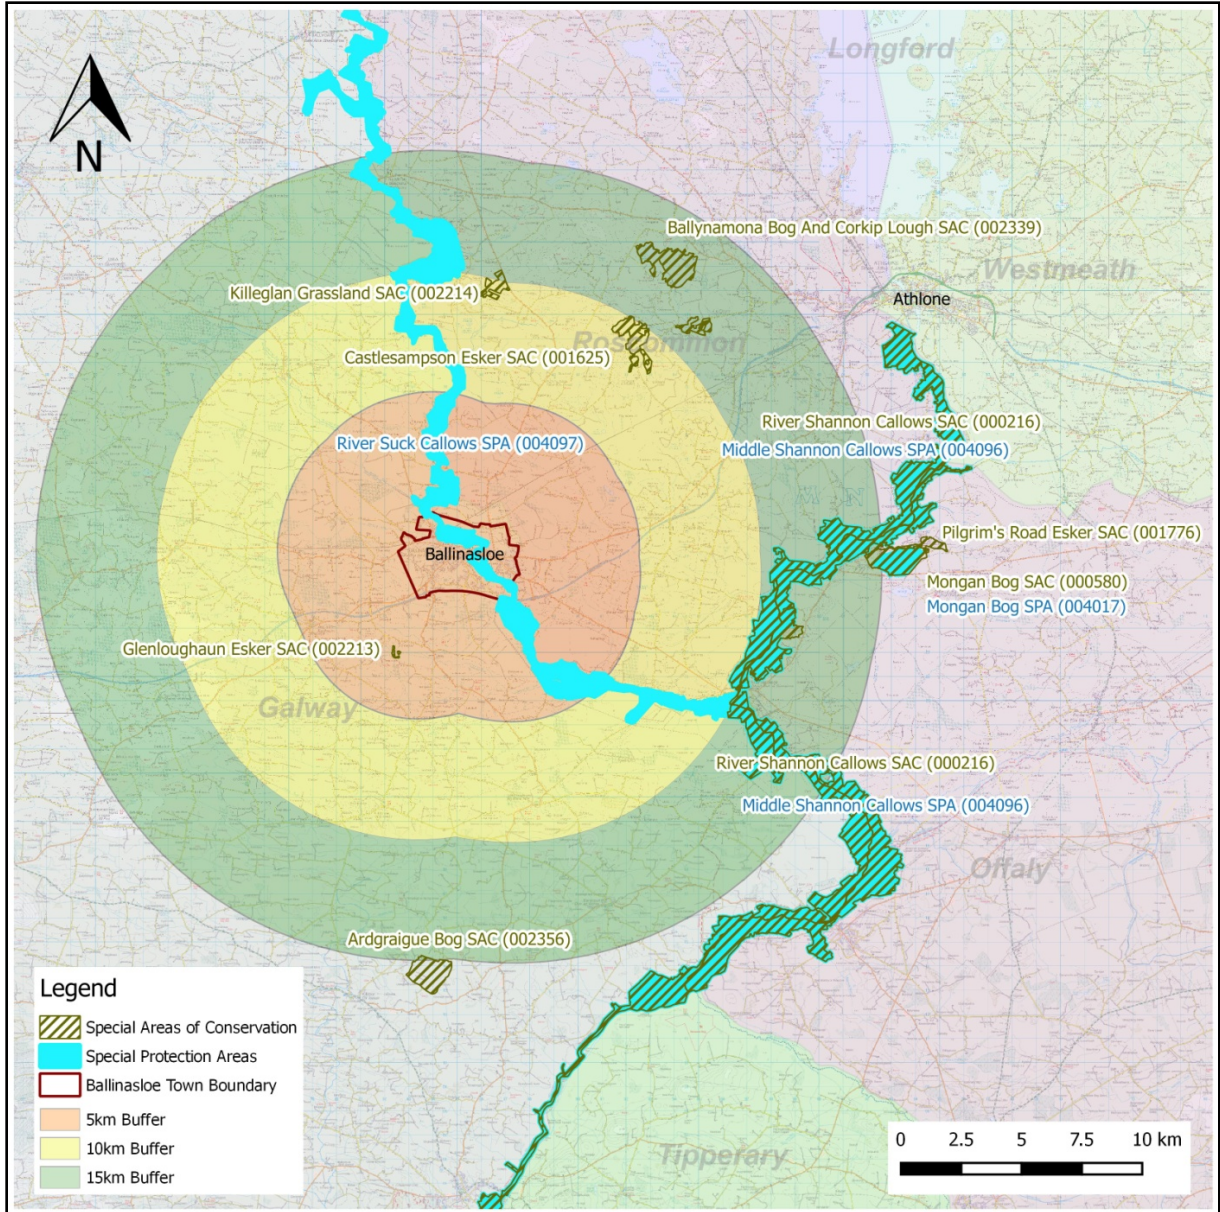 Longford
N
Ballynamona Bog And Corkip Lough SAC (002339)
Westmeath
Killeglan Grassland SAC (002214)
Athlone
Roscommon
Castlesampson Esker SAC (001625)
River Shannon Callows SAC (000216)
River Suck Callows SPA (004097)
Middle Shannon Callows SPA (004096)
Pilgrim's Road Esker SAC (001776)
Ballinasloe
Mongan Bog SAC (000580)
Mongan Bog SPA (004017)
Glenloughaun Esker SAC (002213)
Galway
River Shannon Callows SAC (000216)
Middle Shannon Callows SPA (004096)
Offaly
Ardgraigue Bog SAC (002356)
Legend
Special Areas of Conservation
Special Protection Areas
Ballinasloe Town Boundary
5km Buffer
10km Buffer
15km Buffer
Tipperary
0 2.5 5 7.5 10 km